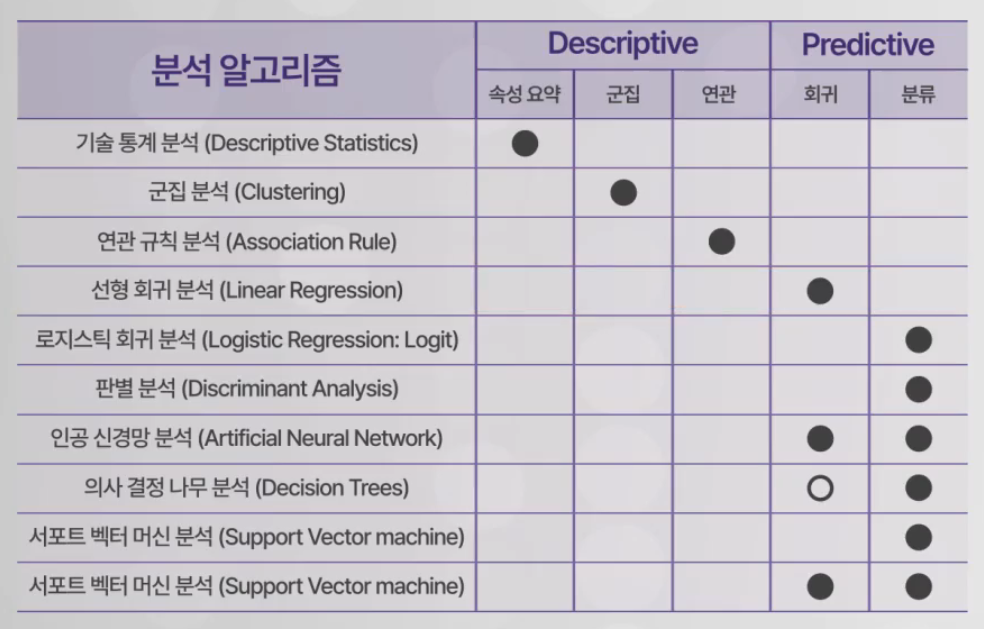 분석 알고리즘
Descriptive
Predictive
속성 요약
군집
연관
회귀
분류
기술 통계 분석 (Descriptive Statistics)
군집 분석 (Clustering)
연관 규칙 분석 (Association Rule)
선형 회귀 분석 (Linear Regression)
로지스틱 회귀 분석 (Logistic Regression: Logit)
판별 분석 (Discriminant Analysis)
인공 신경망 분석 (Artificial Neural Network)
의사 결정 나무 분석 (Decision Trees)
서포트 벡터 머신 분석 (Support Vector machine)
서포트 벡터 머신 분석 (Support Vector machine)